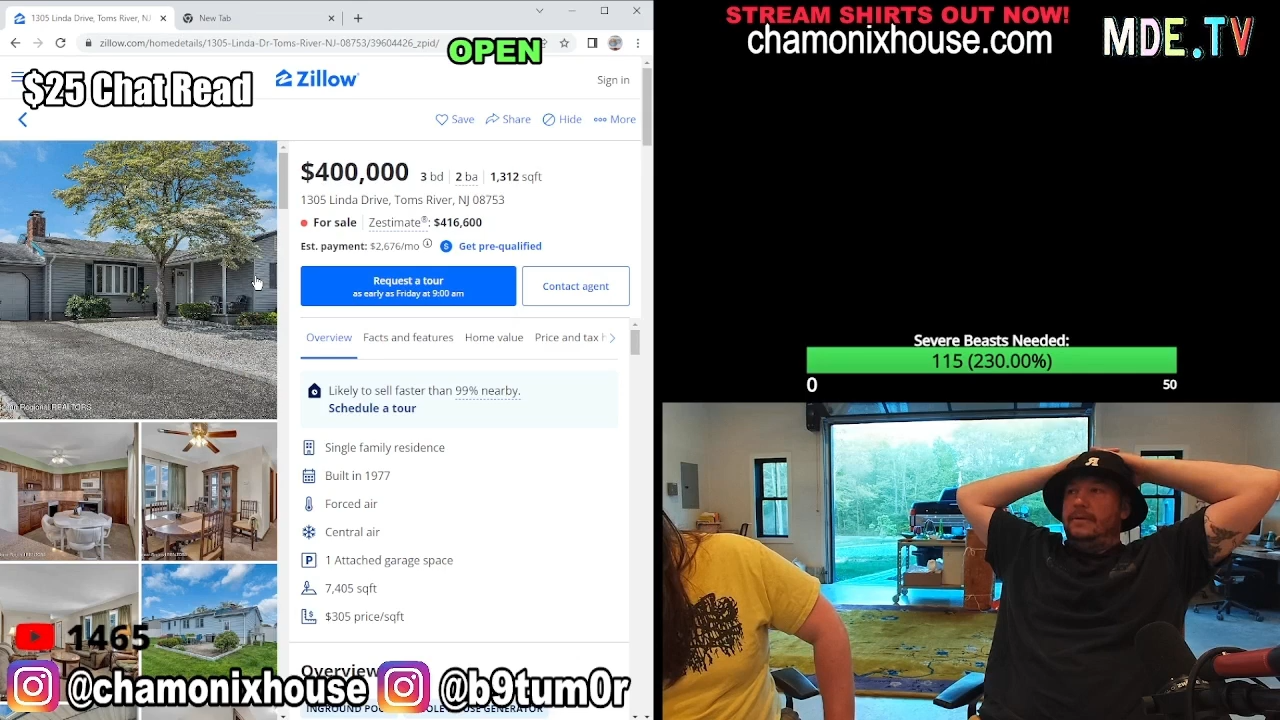 1305 Linda Drive, Toms River, NJ
New Tab
zillow.com/homedetails/1305-Linda-Dr-Toms-River-NJ-08753/39604426_zpid/
OPEN
$25 Chat Read
Zillow
Sign in
Save
Share
Hide
More
$400,000 3 bd 2 ba 1,312 sqft
1305 Linda Drive, Toms River, NJ 08753
For sale Zestimate®: $416,600
Est. payment: $2,676/mo $ Get pre-qualified
Request a tour
as early as Friday at 9:00 am
Contact agent
Overview Facts and features Home value Price and tax
Likely to sell faster than 99% nearby.
Schedule a tour
Single family residence
Built in 1977
Forced air
Central air
P 1 Attached garage space
7,405 sqft
$305 price/sqft
Overview
INGROUND
GENERATOR
Regional REALTORS
1465
@chamonixhouse @b9tum0r
STREAM SHIRTS OUT NOW!
chamonixhouse.com
MDE.TV
Severe Beasts Needed:
115 (230.00%)
0 50
A